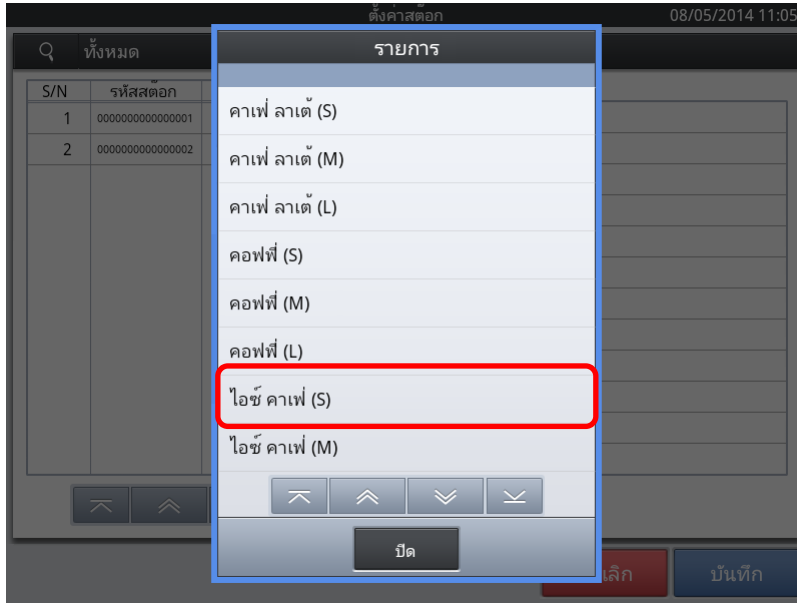 ตั้งค่าสต็อก 08/05/2014 11:05
ทั้งหมด
รายการ
S/N รหัสสต็อก
1 0000000000000001
2 0000000000000002
คาเฟ่ ลาเต้ (S)
คาเฟ่ ลาเต้ (M)
คาเฟ่ ลาเต้ (L)
คอฟฟี่ (S)
คอฟฟี่ (M)
คอฟฟี่ (L)
ไอซ์ คาเฟ่ (S)
ไอซ์ คาเฟ่ (M)
ปิด
เลิก บันทึก